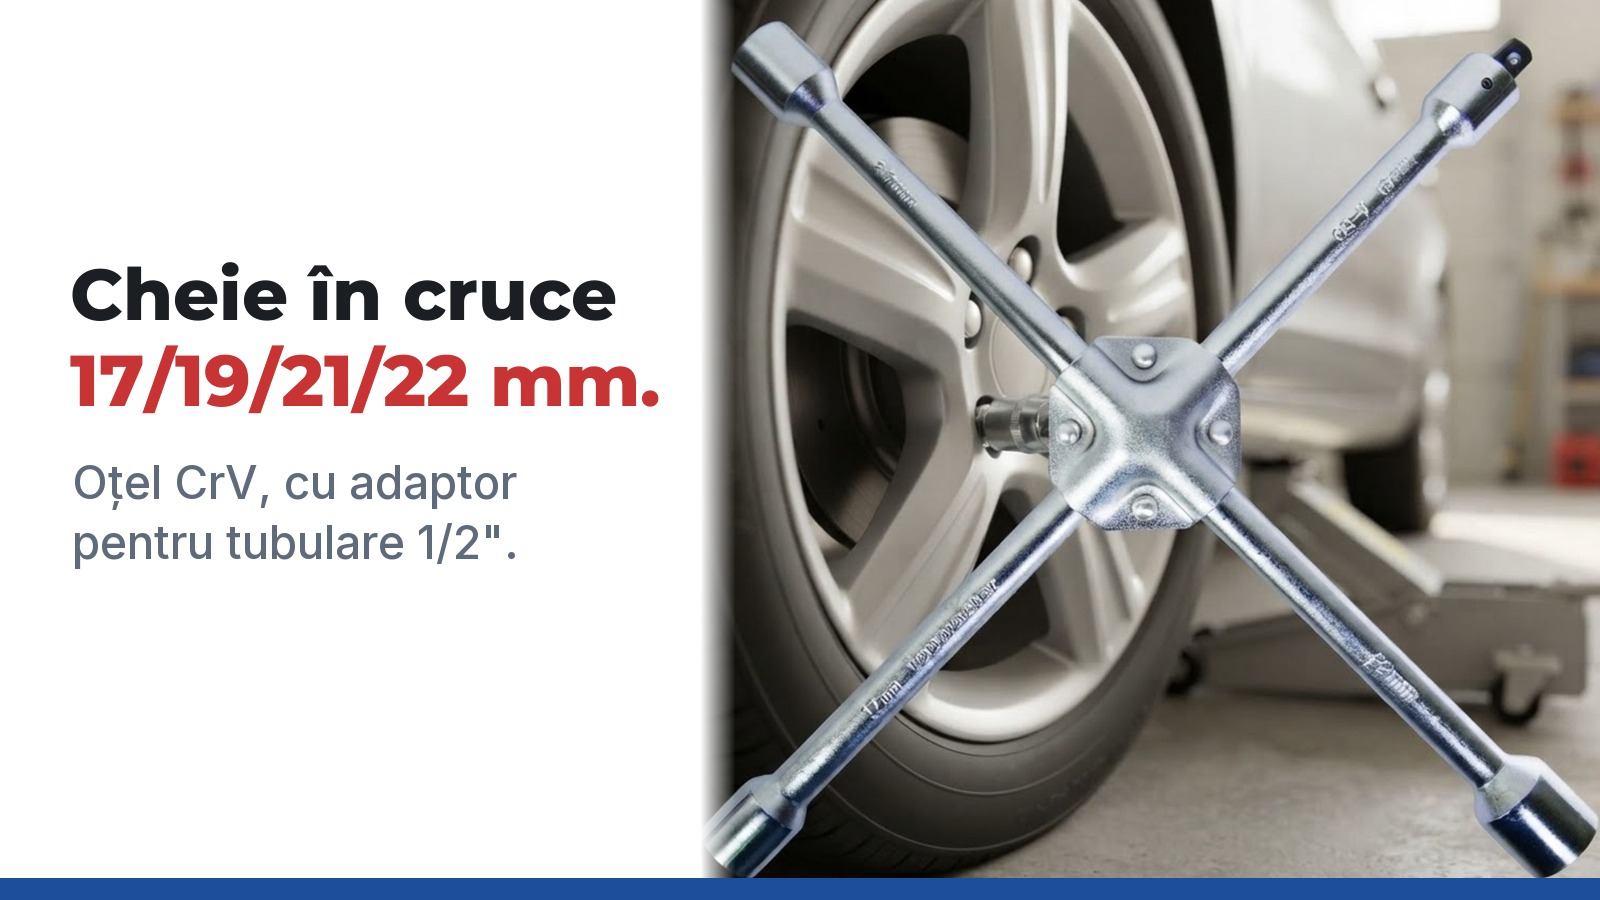 Cheie în cruce
17/19/21/22 mm.
Oțel CrV, cu adaptor
pentru tubulare 1/2".